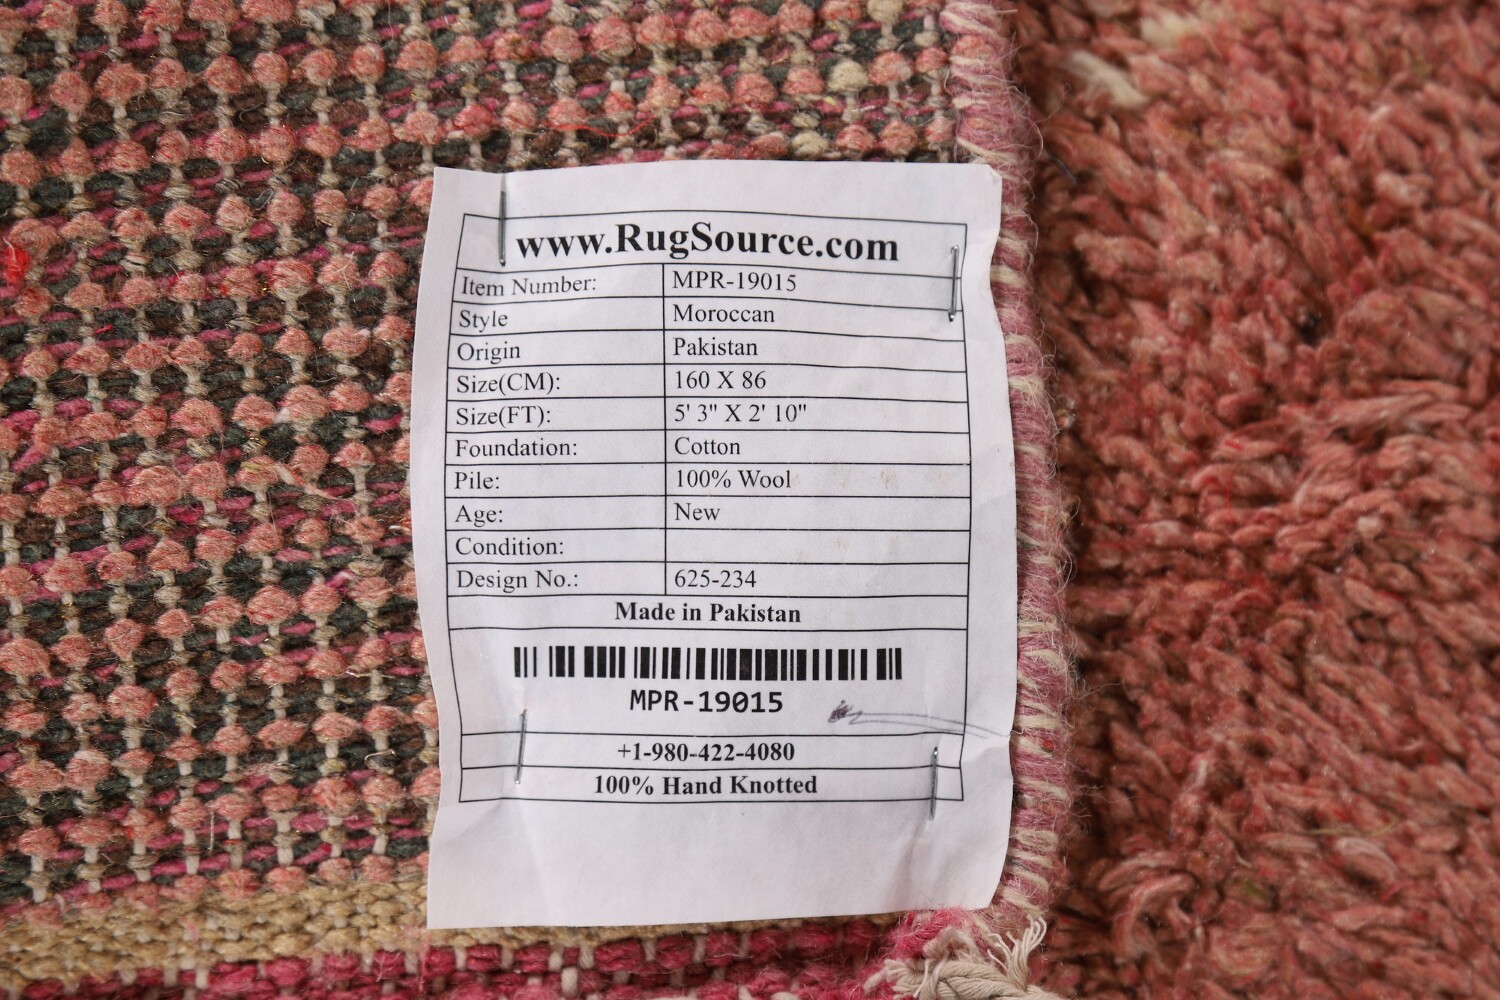 www.RugSource.com
Item Number: MPR-19015
Style Moroccan
Origin Pakistan
Size(CM): 160 X 86
Size(FT): 5' 3" X 2' 10"
Foundation: Cotton
Pile: 100% Wool
Age: New
Condition:
Design No.: 625-234
Made in Pakistan
MPR-19015
+1-980-422-4080
100% Hand Knotted